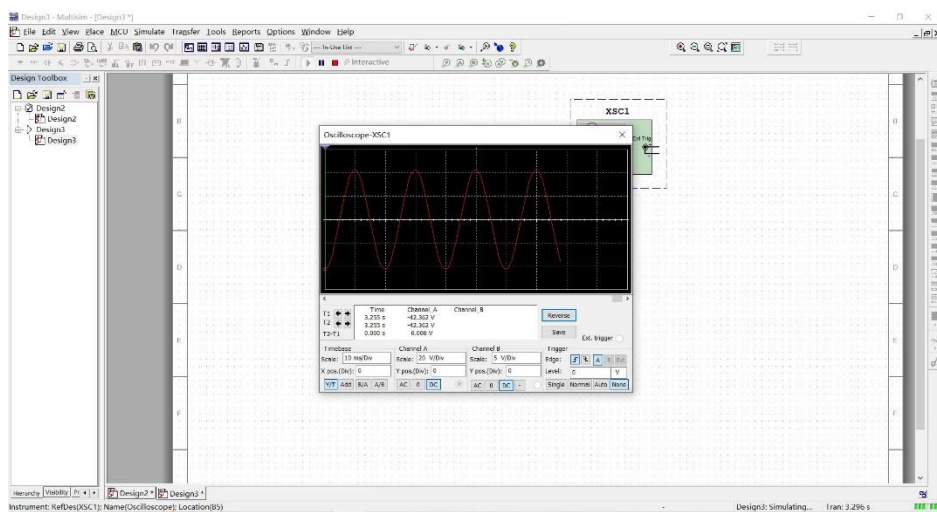 Design3 - Multisim - [Design3 *]
File Edit View Place MCU Simulate Transfer Tools Reports Options Window Help
--- In-Use List ---
Interactive
Design Toolbox
Design2
Design2
Design3
Design3
XSC1
Ext Trig
Oscilloscope-XSC1
B
B
C
C
D
D
E
E
F
F
Time Channel_A Channel_B
T1 3.255 s -42.362 V
T2 3.255 s -42.362 V
T2-T1 0.000 s 0.000 V
Reverse
Save
Ext. trigger
Timebase Channel A Channel B Trigger
Scale: 10 ms/Div Scale: 20 V/Div Scale: 5 V/Div Edge: A B Ext
X pos.(Div): 0 Y pos.(Div): 0 Y pos.(Div): 0 Level: 0 V
Y/T Add B/A A/B AC 0 DC AC 0 DC - Single Normal Auto None
Hierarchy Visibility Pr
Design2 * Design3 *
Instrument: RefDes(XSC1); Name(Oscilloscope); Location(B5)
- Design3: Simulating... Tran: 3.296 s